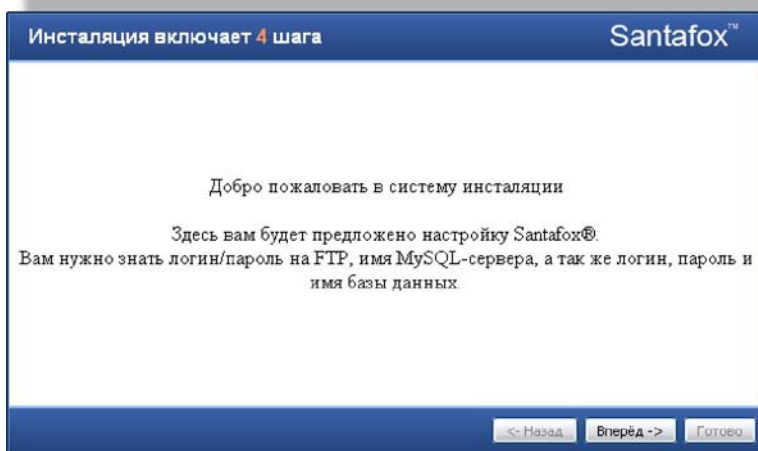 Инсталяция включает 4 шага
Santafox™
Добро пожаловать в систему инсталяции
Здесь вам будет предложено настройку Santafox®.
Вам нужно знать логин/пароль на FTP, имя MySQL-сервера, а так же логин, пароль и
имя базы данных.
<- Назад Вперёд -> Готово